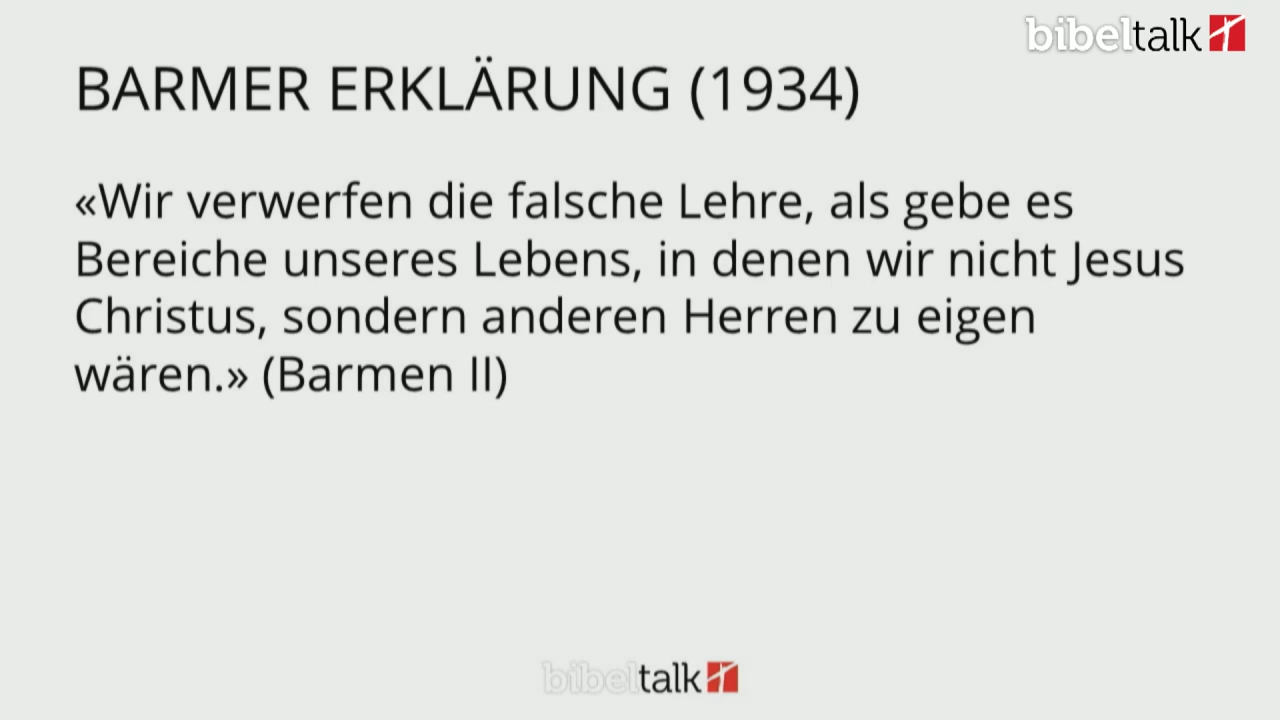 bibeltalk
BARMER ERKLÄRUNG (1934)
«Wir verwerfen die falsche Lehre, als gebe es
Bereiche unseres Lebens, in denen wir nicht Jesus
Christus, sondern anderen Herren zu eigen
wären.» (Barmen II)
bibeltalk